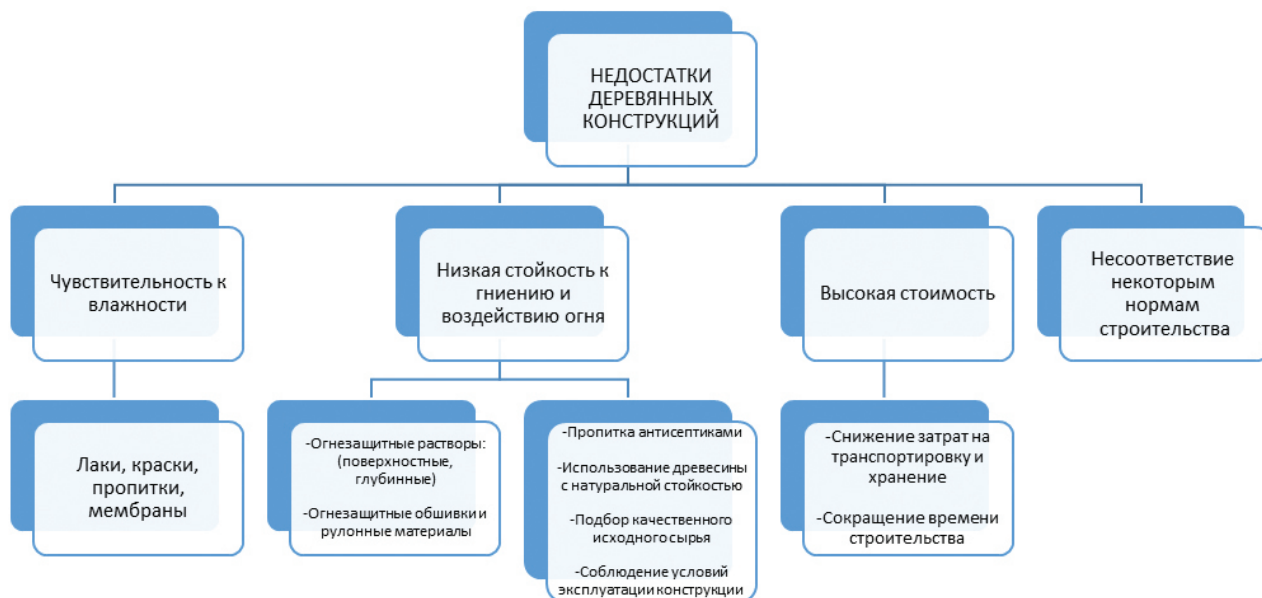 НЕДОСТАТКИ
ДЕРЕВЯННЫХ
КОНСТРУКЦИЙ
Чувствительность к
влажности
Низкая стойкость к
гниению и
воздействию огня
Высокая стоимость
Несоответствие
некоторым
нормам
строительства
Лаки, краски,
пропитки,
мембраны
-Огнезащитные растворы:
(поверхностные,
глубинные)
-Огнезащитные обшивки и
рулонные материалы
-Пропитка антисептиками
-Использование древесины
с натуральной стойкостью
-Подбор качественного
исходного сырья
-Соблюдение условий
эксплуатации конструкции
-Снижение затрат на
транспортировку и
хранение
-Сокращение времени
строительства